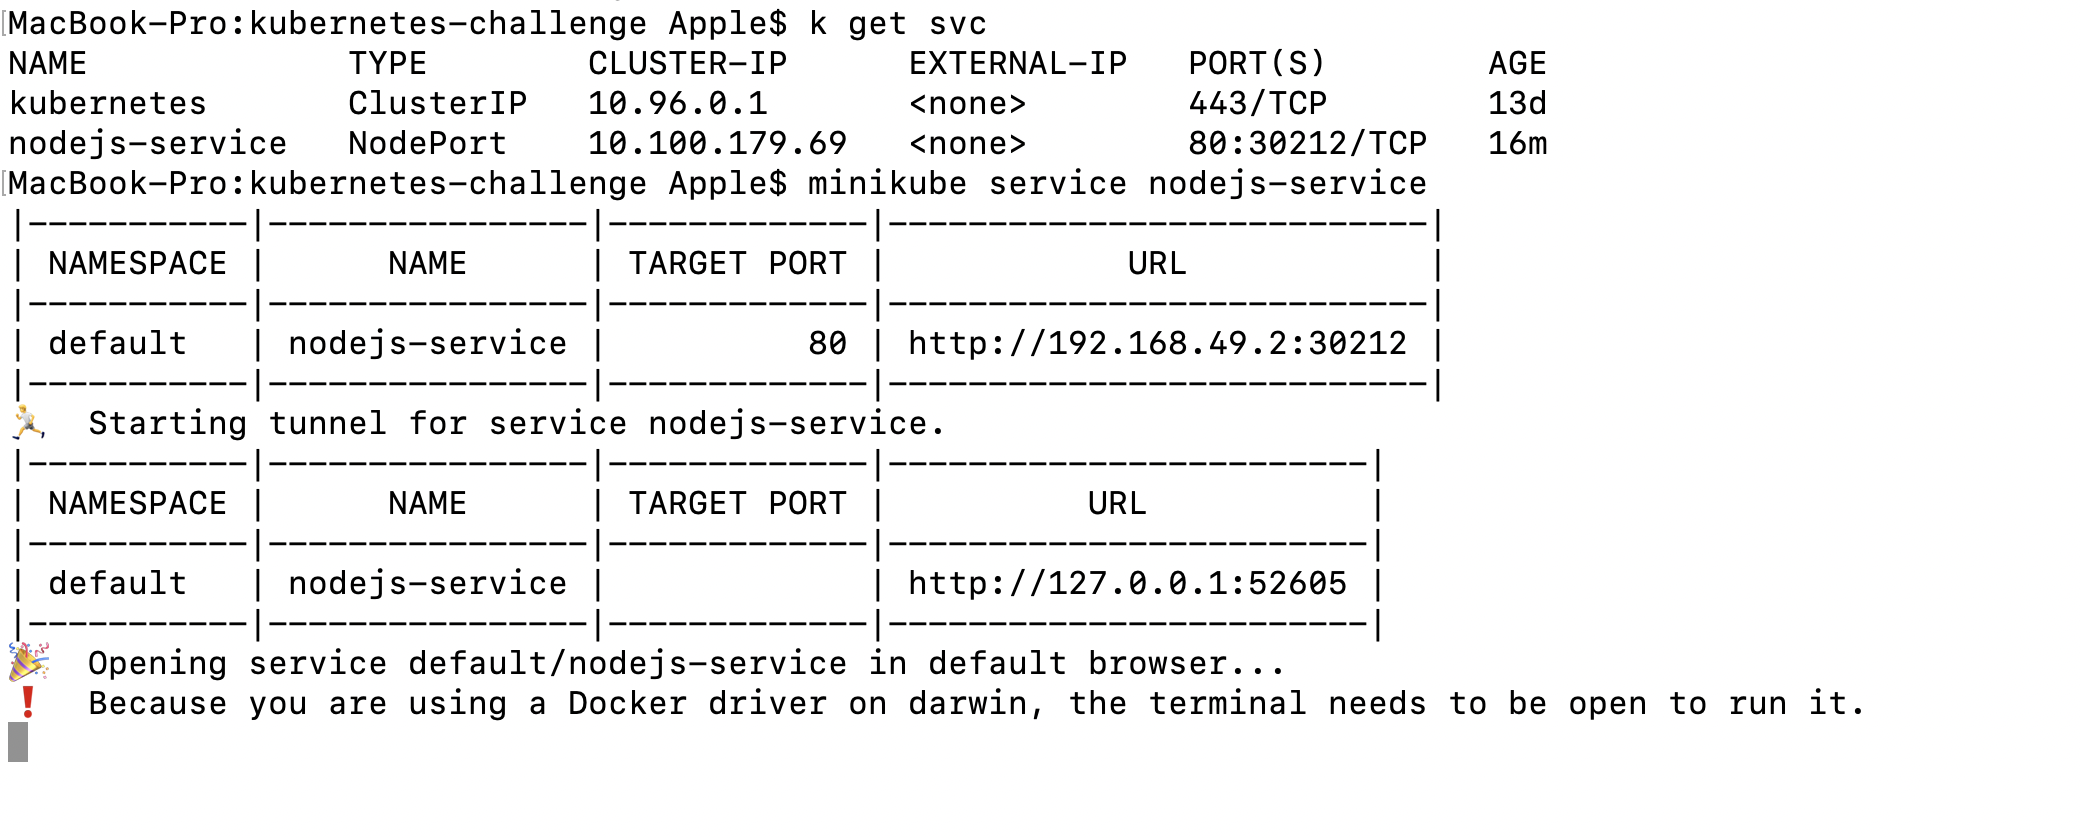 MacBook-Pro:kubernetes-challenge Apple$ k get svc
NAME             TYPE        CLUSTER-IP      EXTERNAL-IP   PORT(S)        AGE
kubernetes       ClusterIP   10.96.0.1       <none>        443/TCP        13d
nodejs-service   NodePort    10.100.179.69   <none>        80:30212/TCP   16m
MacBook-Pro:kubernetes-challenge Apple$ minikube service nodejs-service
|-----------|----------------|-------------|---------------------------|
| NAMESPACE |      NAME      | TARGET PORT |            URL            |
|-----------|----------------|-------------|---------------------------|
| default   | nodejs-service |          80 | http://192.168.49.2:30212 |
|-----------|----------------|-------------|---------------------------|
🏃  Starting tunnel for service nodejs-service.
|-----------|----------------|-------------|------------------------|
| NAMESPACE |      NAME      | TARGET PORT |          URL           |
|-----------|----------------|-------------|------------------------|
| default   | nodejs-service |             | http://127.0.0.1:52605 |
|-----------|----------------|-------------|------------------------|
🎉  Opening service default/nodejs-service in default browser...
❗  Because you are using a Docker driver on darwin, the terminal needs to be open to run it.